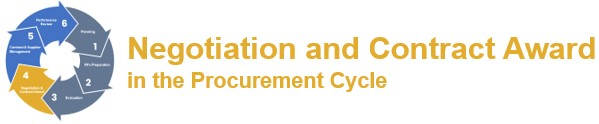 Performance
Review
6
Planning
1
RFx Preparation
2
Evaluation
3
Negotiation &
Contract Award
4
Contract & Supplier
Management
5
Negotiation and Contract Award
in the Procurement Cycle